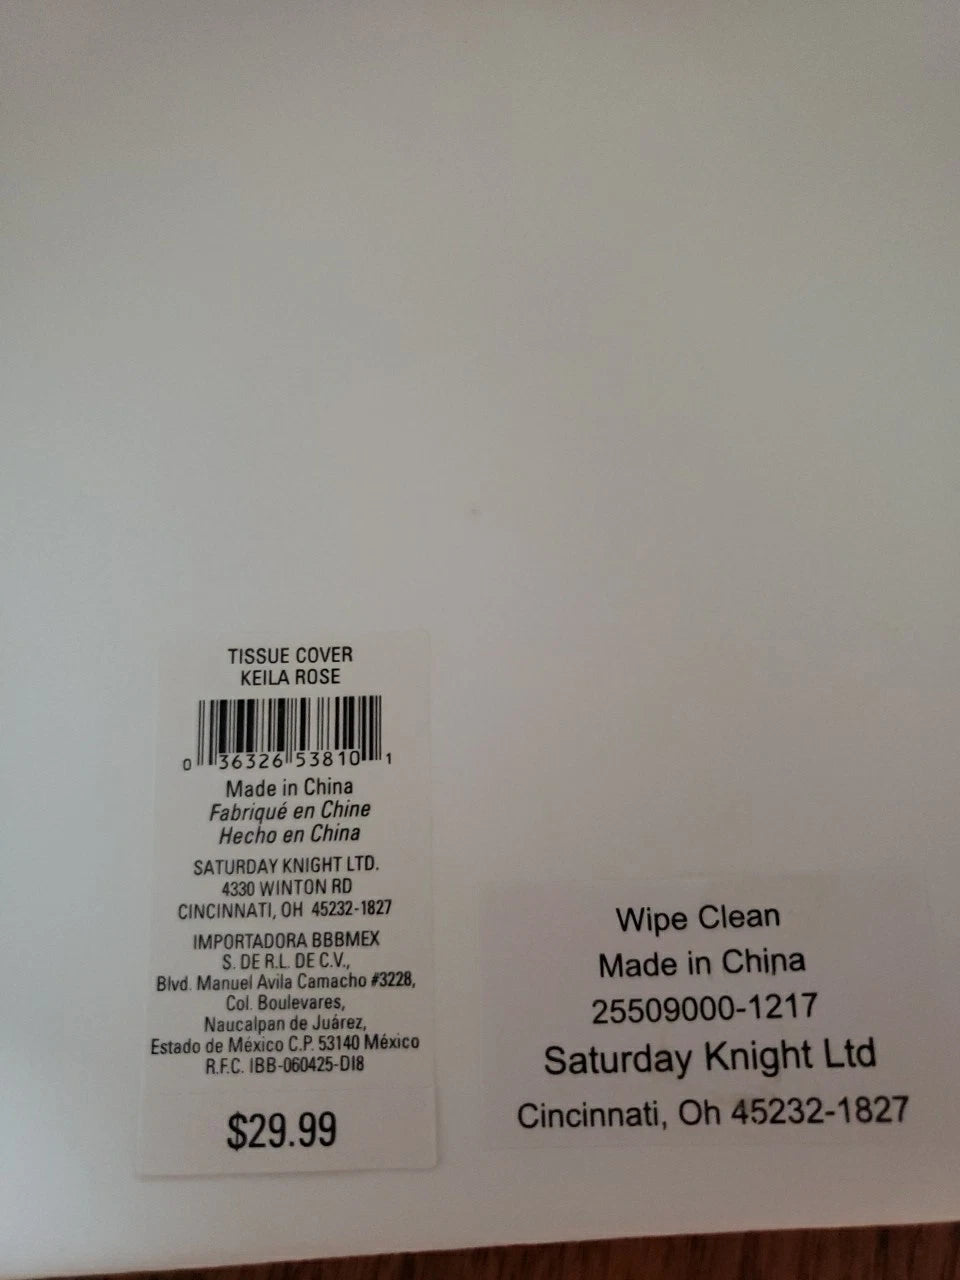 TISSUE COVER
KEILA ROSE
0 36326 53810 1
Made in China
Fabriqué en Chine
Hecho en China
SATURDAY KNIGHT LTD.
4330 WINTON RD
CINCINNATI, OH 45232-1827
IMPORTADORA BBBMEX
S. DE R.L. DE C.V.,
Blvd. Manuel Avila Camacho #3228,
Col. Boulevares,
Naucalpan de Juárez,
Estado de México C.P. 53140 México
R.F.C. IBB-060425-DI8
$29.99
Wipe Clean
Made in China
25509000-1217
Saturday Knight Ltd
Cincinnati, Oh 45232-1827